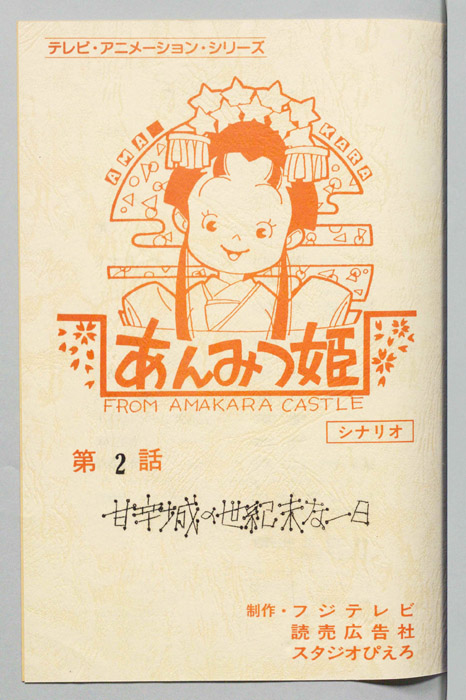 テレビ・アニメーション・シリーズ
AMA■KARA
あんみつ姫
FROM AMAKARA CASTLE
シナリオ
第2話
甘辛城の世紀末な一日
制作・フジテレビ
読売広告社
スタジオぴえろ